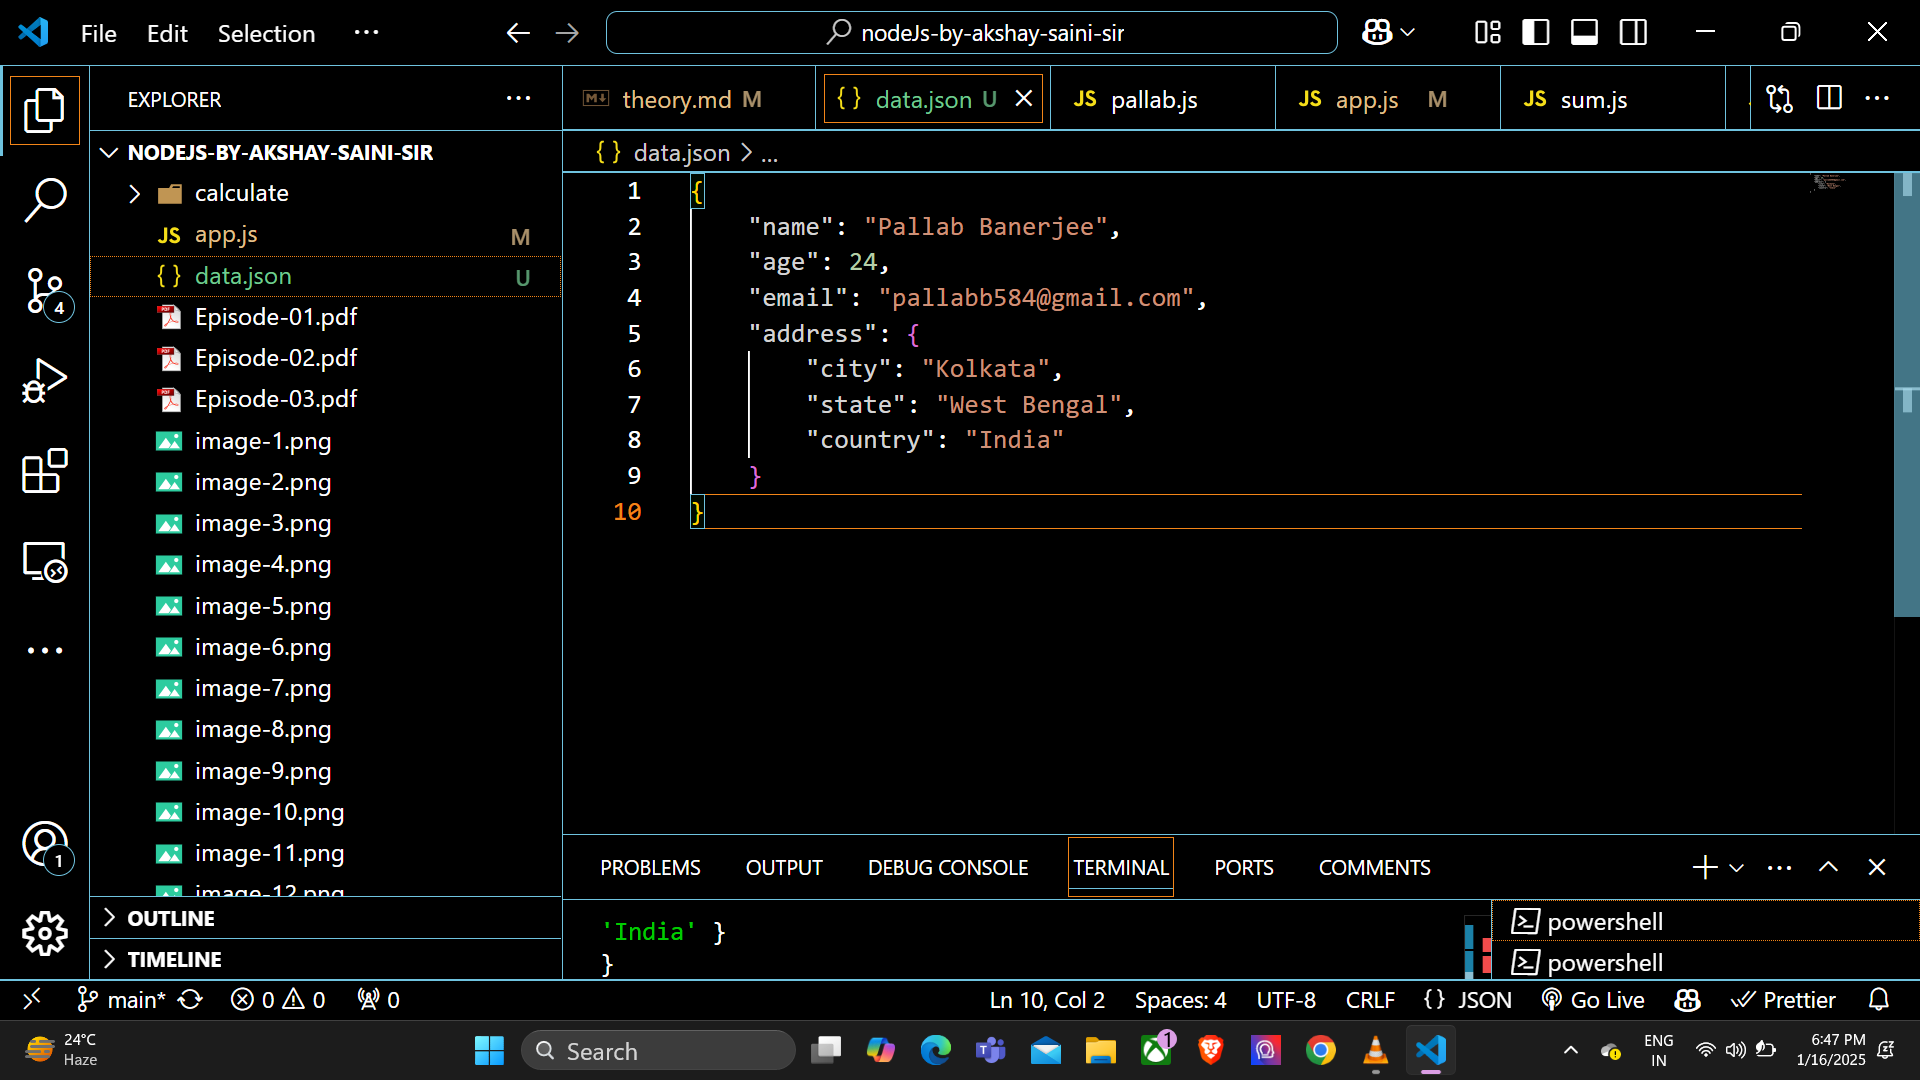 File Edit Selection ··· nodeJs-by-akshay-saini-sir
EXPLORER ···
NODEJS-BY-AKSHAY-SAINI-SIR
calculate
JS app.js M
{} data.json U
Episode-01.pdf
Episode-02.pdf
Episode-03.pdf
image-1.png
image-2.png
image-3.png
image-4.png
image-5.png
image-6.png
image-7.png
image-8.png
image-9.png
image-10.png
image-11.png
image-12.png
OUTLINE
TIMELINE
4
1
theory.md M {} data.json U JS pallab.js JS app.js M JS sum.js
{} data.json > ...
1 {
2 "name": "Pallab Banerjee",
3 "age": 24,
4 "email": "pallabb584@gmail.com",
5 "address": {
6 "city": "Kolkata",
7 "state": "West Bengal",
8 "country": "India"
9 }
10 }
PROBLEMS OUTPUT DEBUG CONSOLE TERMINAL PORTS COMMENTS
'India' }
}
powershell
powershell
main* 0 0 0 Ln 10, Col 2 Spaces: 4 UTF-8 CRLF {} JSON Go Live Prettier
24°C
Haze
Search
1
ENG
IN
6:47 PM
1/16/2025